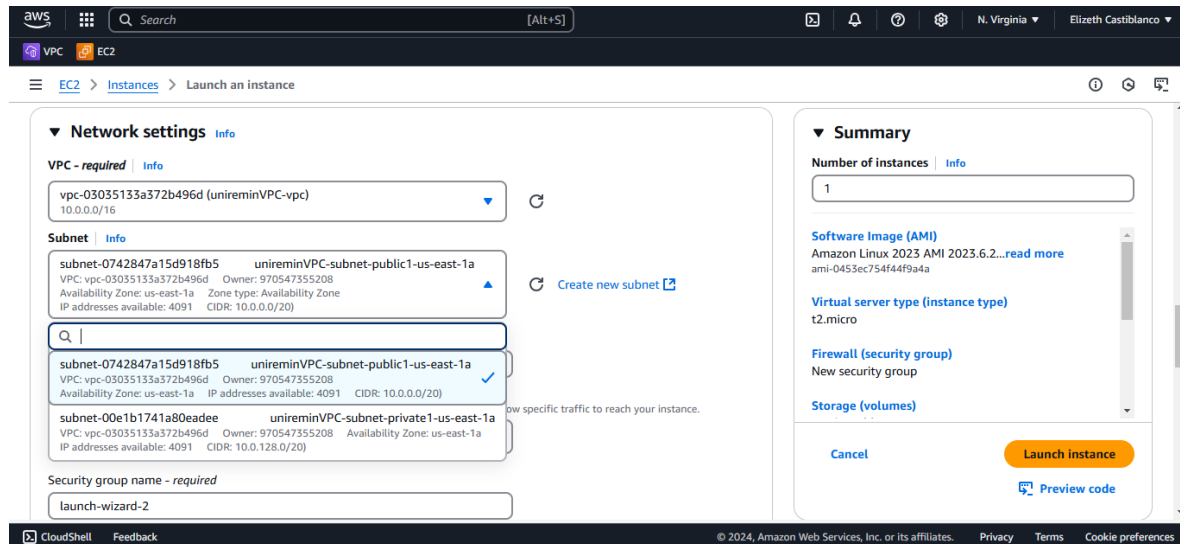 aws
Search [Alt+S]
N. Virginia ▼ Elizeth Castiblanco ▼
VPC EC2
EC2 > Instances > Launch an instance
▼ Network settings Info
VPC - required | Info
vpc-03035133a372b496d (unireminVPC-vpc)
10.0.0.0/16
Subnet | Info
subnet-0742847a15d918fb5 unireminVPC-subnet-public1-us-east-1a
VPC: vpc-03035133a372b496d Owner: 970547355208
Availability Zone: us-east-1a Zone type: Availability Zone
IP addresses available: 4091 CIDR: 10.0.0.0/20)
Create new subnet
subnet-0742847a15d918fb5 unireminVPC-subnet-public1-us-east-1a
VPC: vpc-03035133a372b496d Owner: 970547355208
Availability Zone: us-east-1a IP addresses available: 4091 CIDR: 10.0.0.0/20)
subnet-00e1b1741a80eadee unireminVPC-subnet-private1-us-east-1a
VPC: vpc-03035133a372b496d Owner: 970547355208 Availability Zone: us-east-1a
IP addresses available: 4091 CIDR: 10.0.128.0/20)
specific traffic to reach your instance.
Security group name - required
launch-wizard-2
▼ Summary
Number of instances | Info
1
Software Image (AMI)
Amazon Linux 2023 AMI 2023.6.2...read more
ami-0453ec754f44f9a4a
Virtual server type (instance type)
t2.micro
Firewall (security group)
New security group
Storage (volumes)
Cancel Launch instance
Preview code
CloudShell Feedback © 2024, Amazon Web Services, Inc. or its affiliates. Privacy Terms Cookie preferences